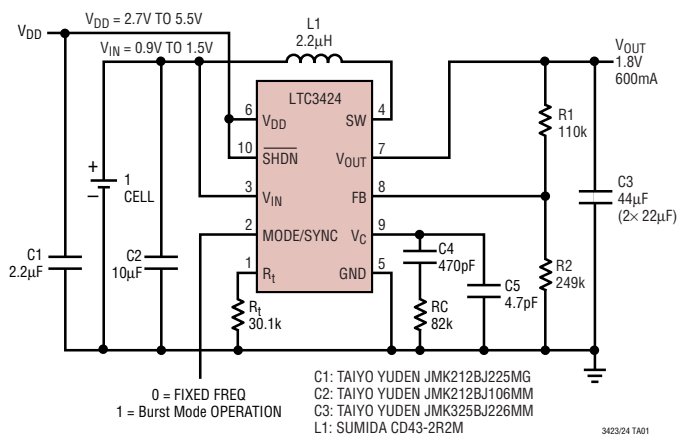 VDD
VDD = 2.7V TO 5.5V
VIN = 0.9V TO 1.5V
L1
2.2µH
VOUT
1.8V
600mA
LTC3424
6
VDD
SW
4
10
SHDN
VOUT
7
3
VIN
FB
8
2
MODE/SYNC
VC
9
1
Rt
GND
5
+
–
1
CELL
C1
2.2µF
C2
10µF
Rt
30.1k
C4
470pF
RC
82k
C5
4.7pF
R1
110k
R2
249k
C3
44µF
(2× 22µF)
0 = FIXED FREQ
1 = Burst Mode OPERATION
C1: TAIYO YUDEN JMK212BJ225MG
C2: TAIYO YUDEN JMK212BJ106MM
C3: TAIYO YUDEN JMK325BJ226MM
L1: SUMIDA CD43-2R2M
3423/24 TA01